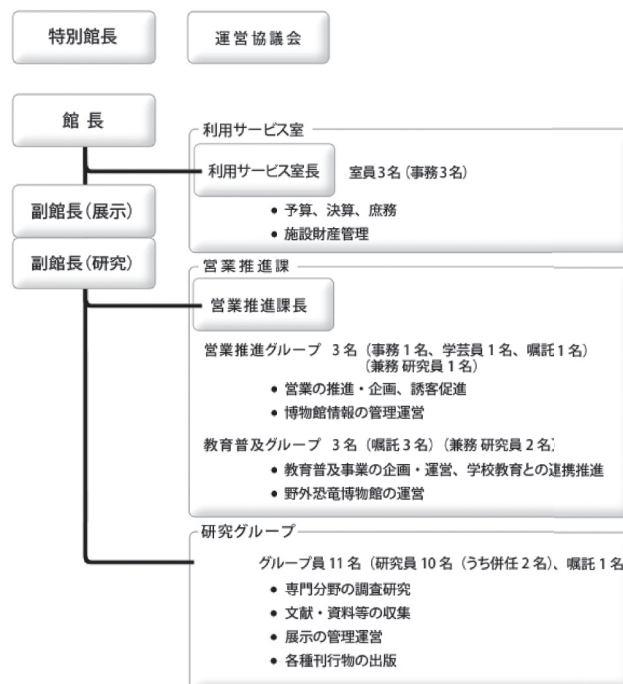 特別館長
運営協議会
館長
利用サービス室
利用サービス室長 室員3名(事務3名)
• 予算、決算、庶務
• 施設財産管理
副館長(展示)
副館長(研究)
営業推進課
営業推進課長
営業推進グループ 3名(事務1名、学芸員1名、嘱託1名)
(兼務 研究員1名)
• 営業の推進・企画、誘客促進
• 博物館情報の管理運営
教育普及グループ 3名(嘱託3名)(兼務 研究員2名)
• 教育普及事業の企画・運営、学校教育との連携推進
• 野外恐竜博物館の運営
研究グループ
グループ員11名(研究員10名(うち併任2名)、嘱託1名
• 専門分野の調査研究
• 文献・資料等の収集
• 展示の管理運営
• 各種刊行物の出版